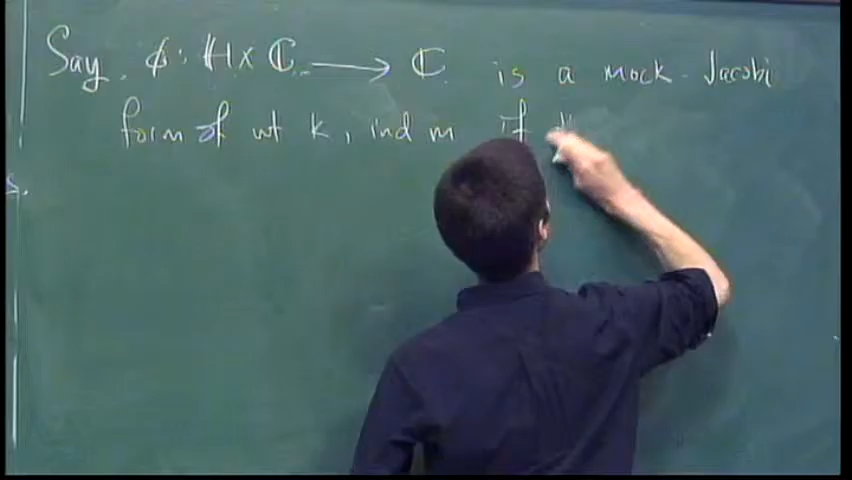 Say φ: ℍ × ℂ ⟶ ℂ is a mock-Jacobi
form of wt k, ind m if